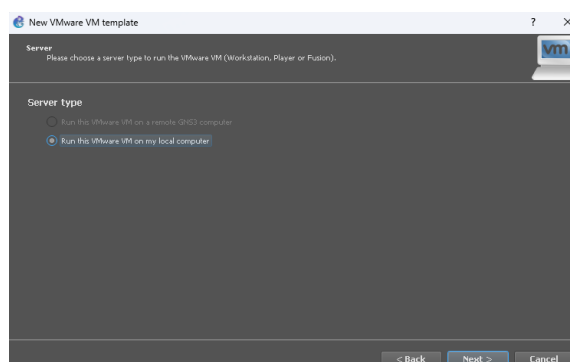 New VMware VM template
?
Server
Please choose a server type to run the VMware VM (Workstation, Player or Fusion).
vm
Server type
Run this VMware VM on a remote GNS3 computer
Run this VMware VM on my local computer
< Back Next > Cancel